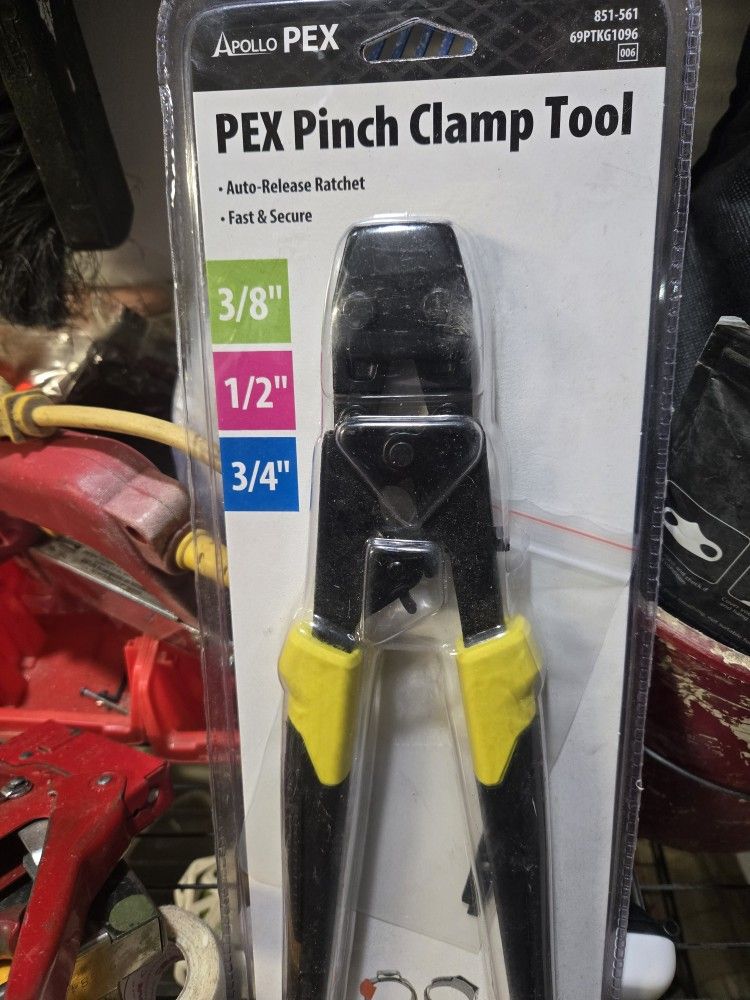 APOLLO PEX
851-561
69PTKG1096
006
PEX Pinch Clamp Tool
• Auto-Release Ratchet
• Fast & Secure
3/8"
1/2"
3/4"